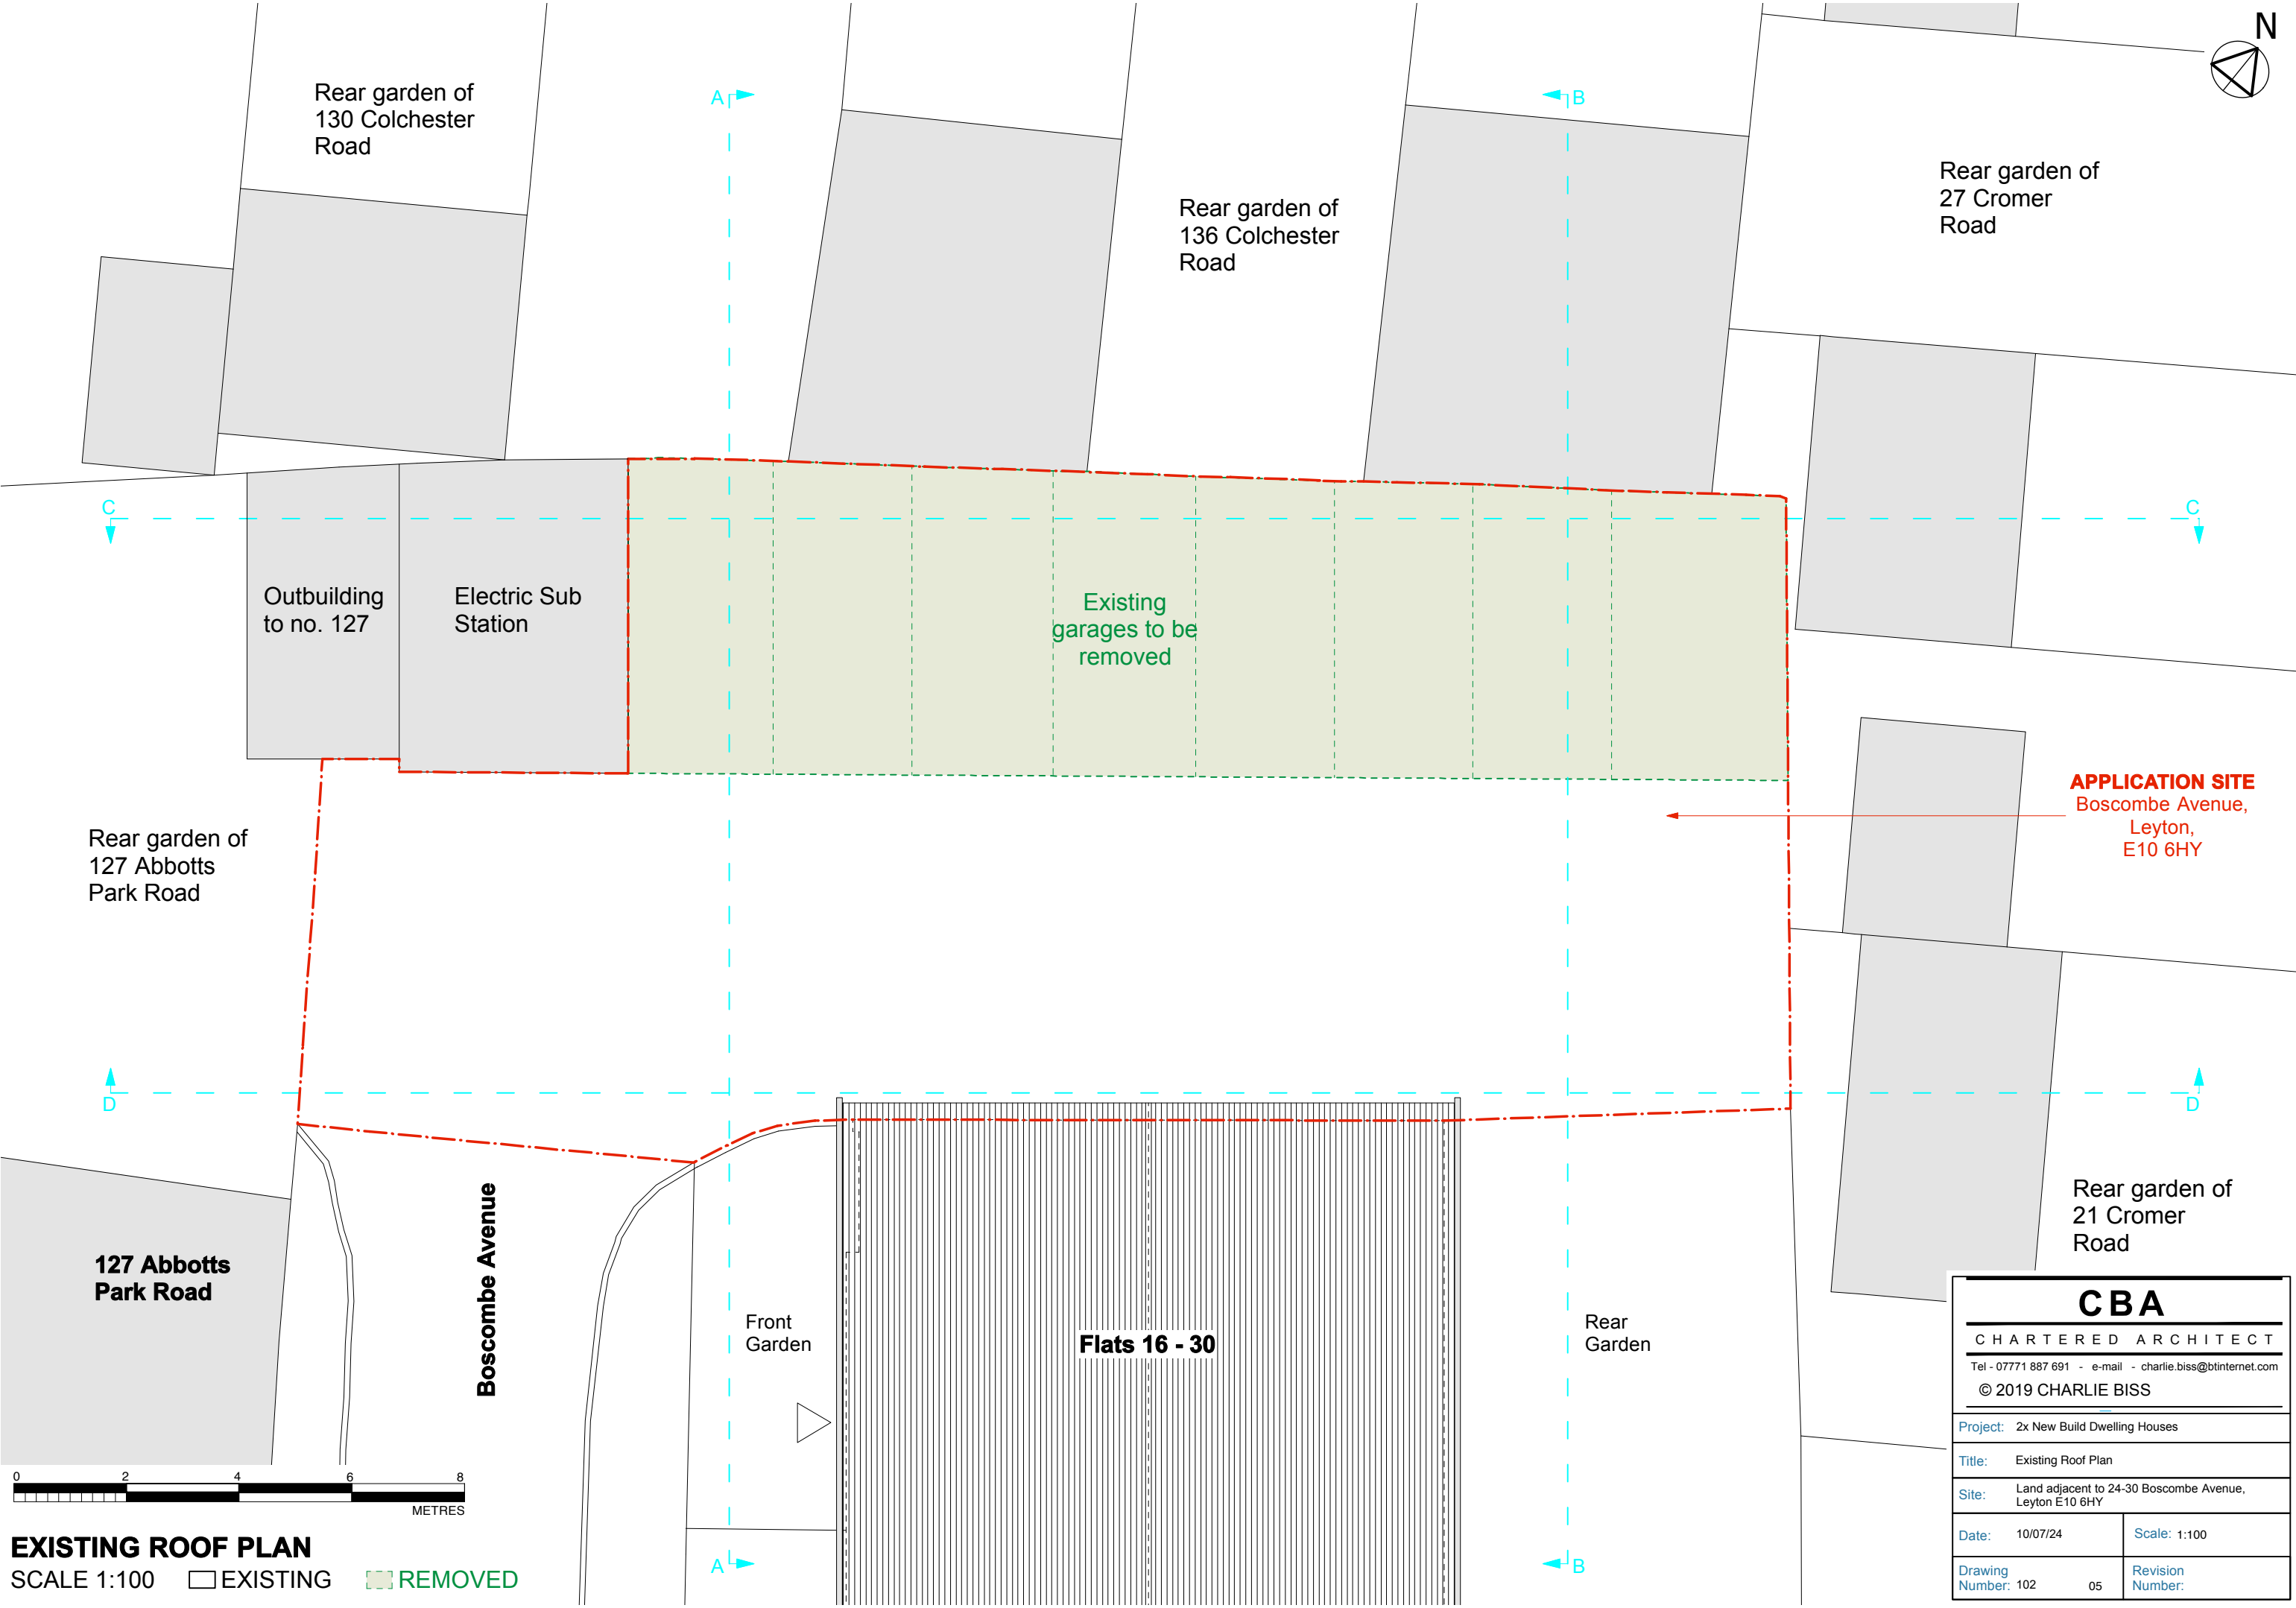 N
Rear garden of
130 Colchester
Road
A
B
Rear garden of
136 Colchester
Road
Rear garden of
27 Cromer
Road
C
C
Outbuilding
to no. 127
Electric Sub
Station
Existing
garages to be
removed
APPLICATION SITE
Boscombe Avenue,
Leyton,
E10 6HY
Rear garden of
127 Abbotts
Park Road
D
D
127 Abbotts
Park Road
Boscombe Avenue
Front
Garden
Flats 16 - 30
Rear
Garden
Rear garden of
21 Cromer
Road
A
B
0 2 4 6 8
METRES
EXISTING ROOF PLAN
SCALE 1:100 EXISTING REMOVED
CBA
CHARTERED ARCHITECT
Tel - 07771 887 691 - e-mail - charlie.biss@btinternet.com
© 2019 CHARLIE BISS
Project: 2x New Build Dwelling Houses
Title: Existing Roof Plan
Site: Land adjacent to 24-30 Boscombe Avenue,
Leyton E10 6HY
Date: 10/07/24 Scale: 1:100
Drawing
Number: 102 05
Revision
Number: